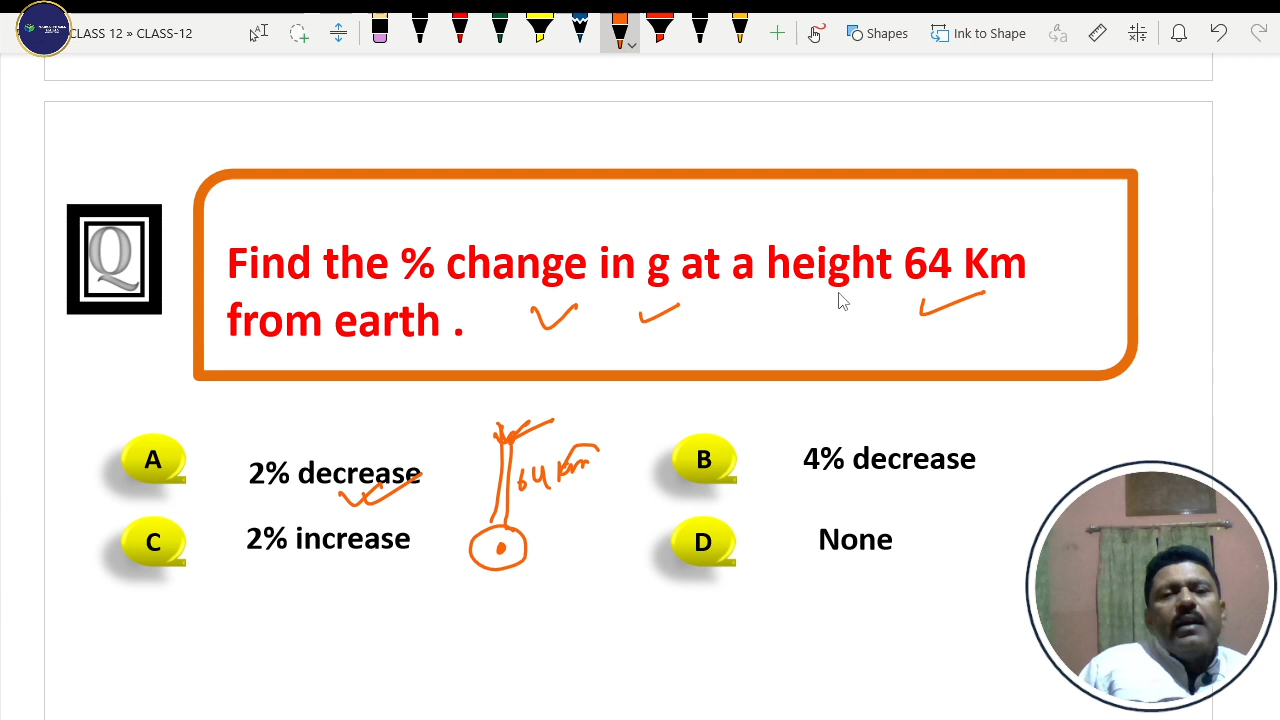 CLASS 12 » CLASS-12
Shapes
Ink to Shape
Q
Find the % change in g at a height 64 Km
from earth .
A
2% decrease
B
4% decrease
64 km
C
2% increase
D
None